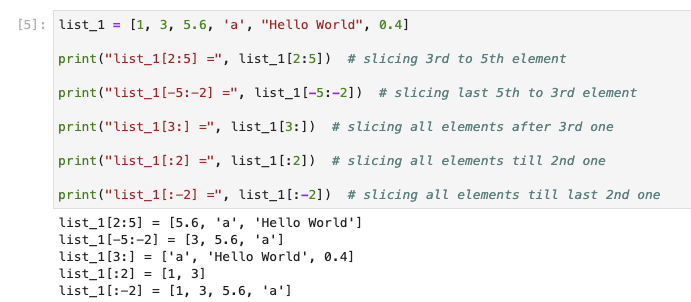 [5]: list_1 = [1, 3, 5.6, 'a', "Hello World", 0.4]
print("list_1[2:5] =", list_1[2:5])  # slicing 3rd to 5th element
print("list_1[-5:-2] =", list_1[-5:-2])  # slicing last 5th to 3rd element
print("list_1[3:] =", list_1[3:])  # slicing all elements after 3rd one
print("list_1[:2] =", list_1[:2])  # slicing all elements till 2nd one
print("list_1[:-2] =", list_1[:-2])  # slicing all elements till last 2nd one
list_1[2:5] = [5.6, 'a', 'Hello World']
list_1[-5:-2] = [3, 5.6, 'a']
list_1[3:] = ['a', 'Hello World', 0.4]
list_1[:2] = [1, 3]
list_1[:-2] = [1, 3, 5.6, 'a']